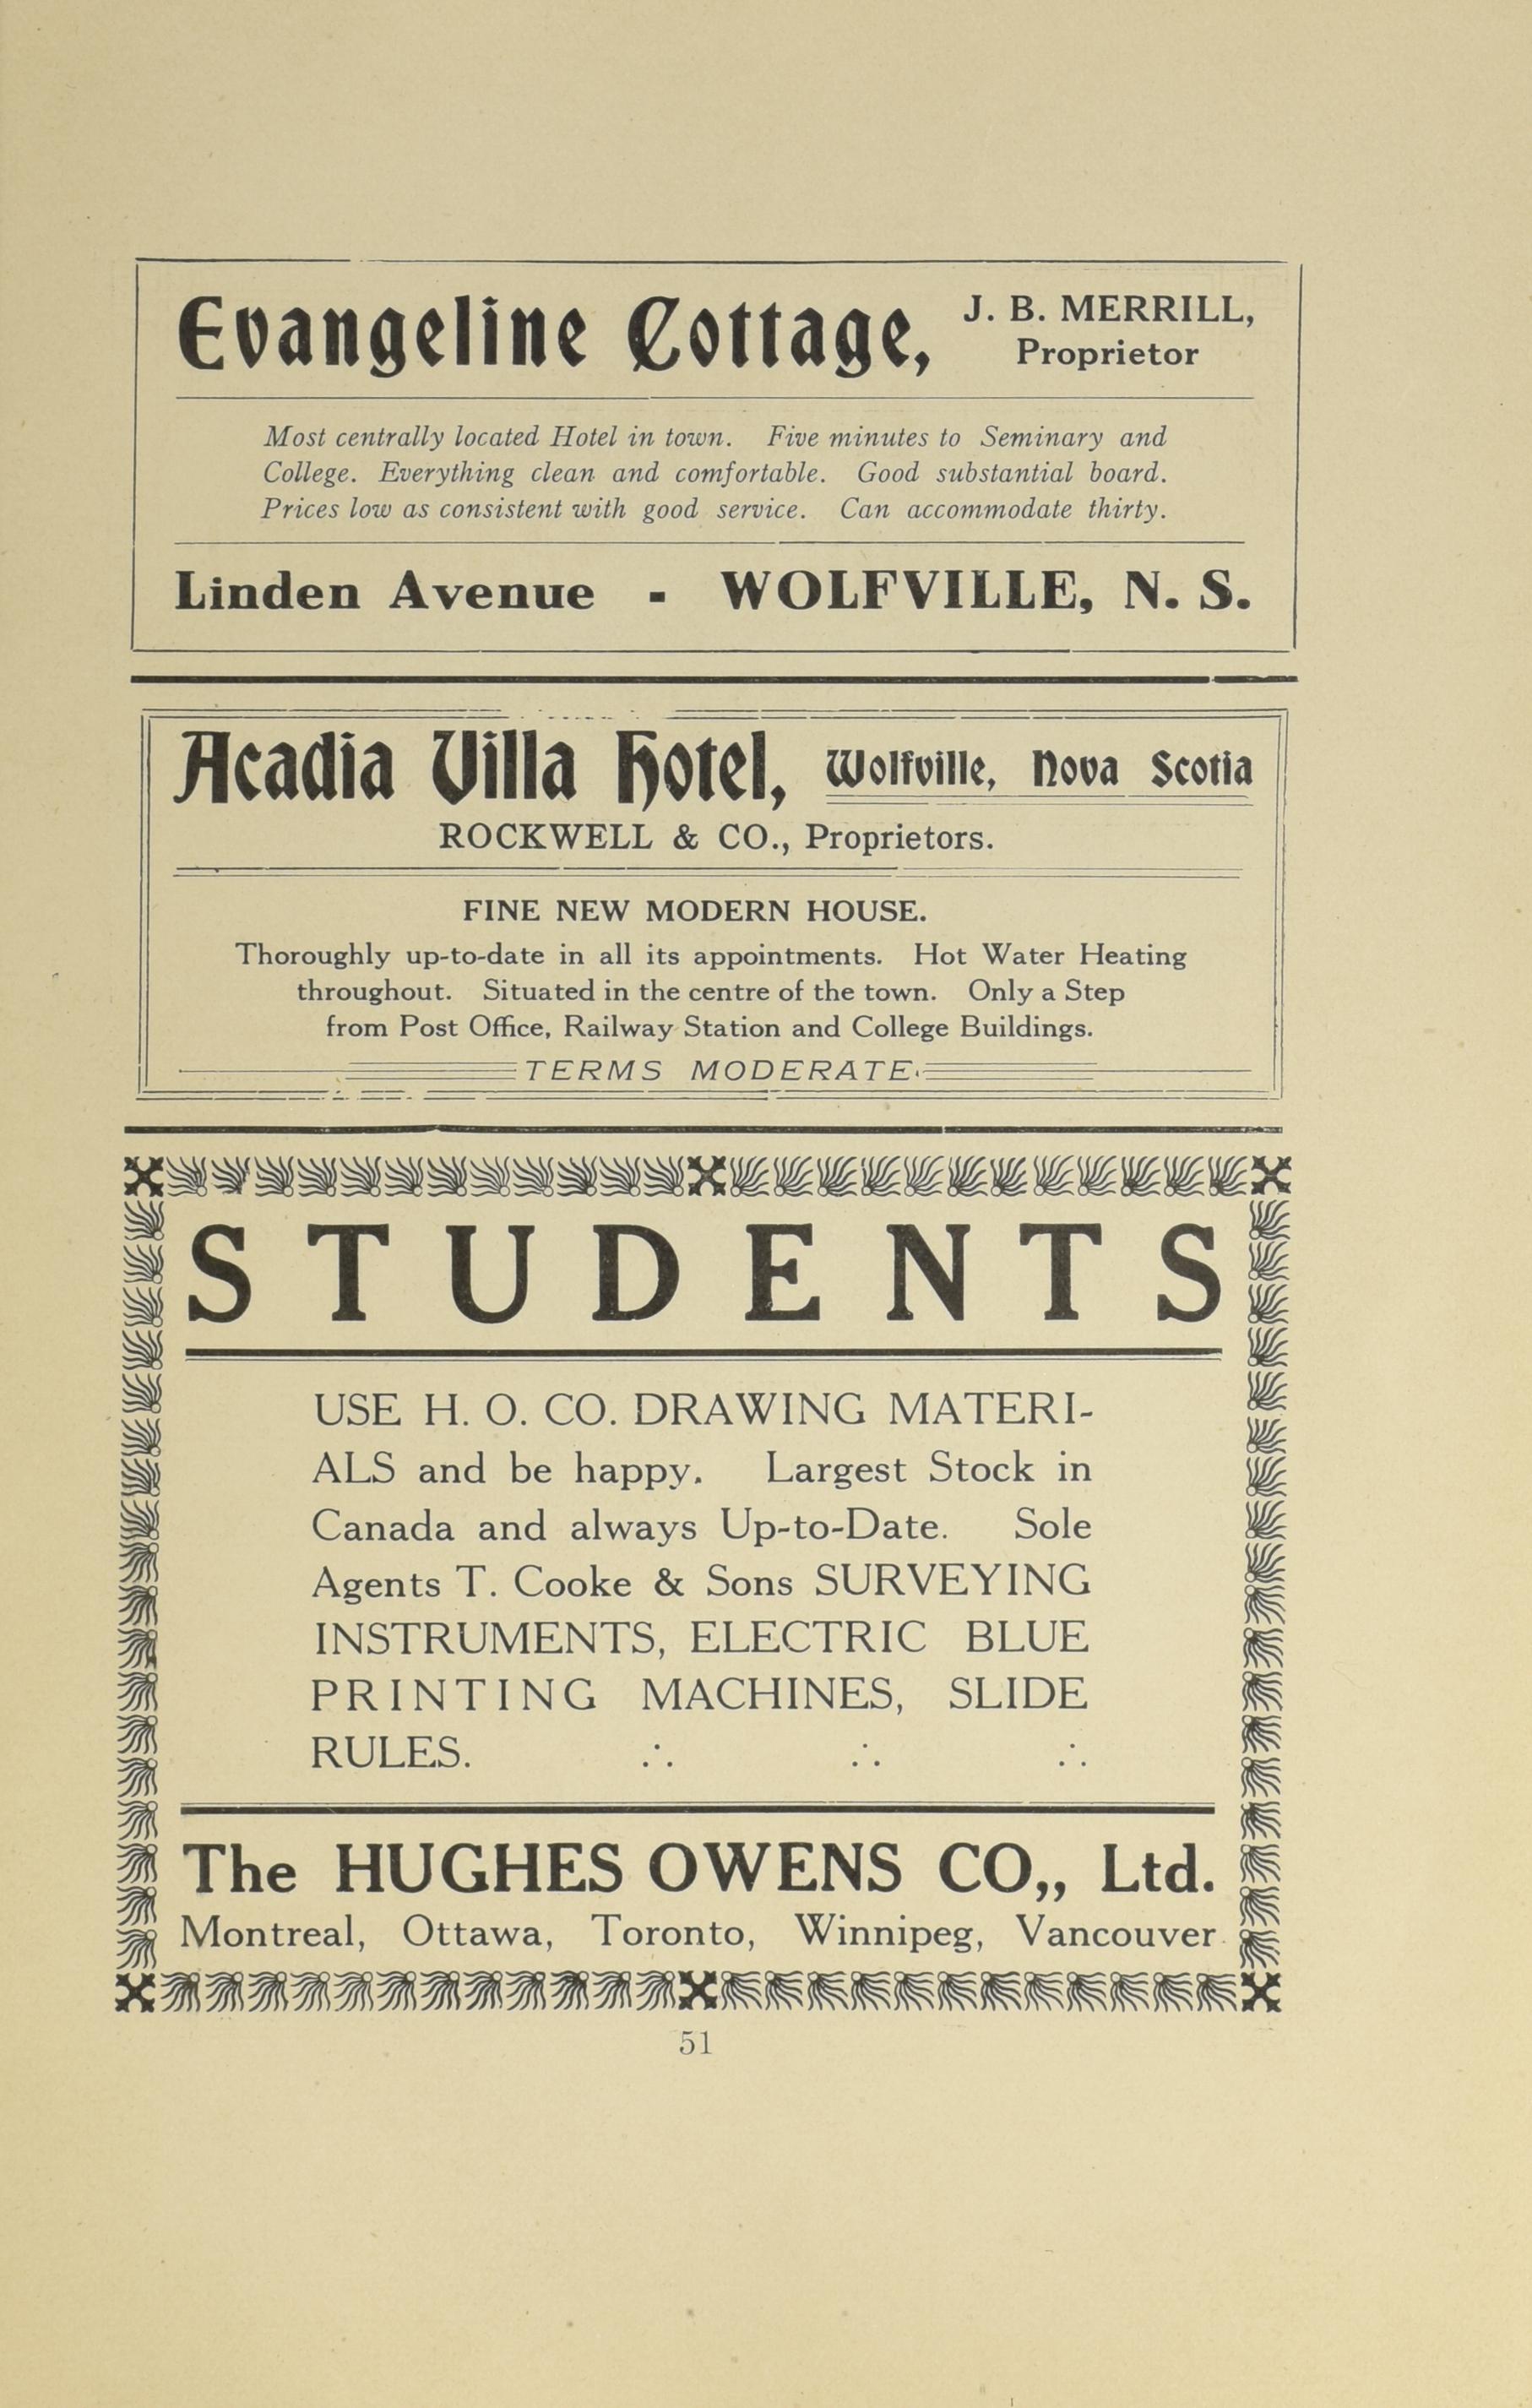 Evangeline Cottage, J. B. MERRILL,
Proprietor
Most centrally located Hotel in town. Five minutes to Seminary and
College. Everything clean and comfortable. Good substantial board.
Prices low as consistent with good service. Can accommodate thirty.
Linden Avenue - WOLFVILLE, N. S.
Acadia Villa Hotel, Wolfville, Nova Scotia
ROCKWELL & CO., Proprietors.
FINE NEW MODERN HOUSE.
Thoroughly up-to-date in all its appointments. Hot Water Heating
throughout. Situated in the centre of the town. Only a Step
from Post Office, Railway Station and College Buildings.
TERMS MODERATE.
STUDENTS
USE H. O. CO. DRAWING MATERI-
ALS and be happy. Largest Stock in
Canada and always Up-to-Date. Sole
Agents T. Cooke & Sons SURVEYING
INSTRUMENTS, ELECTRIC BLUE
PRINTING MACHINES, SLIDE
RULES. ∴ ∴ ∴
The HUGHES OWENS CO,, Ltd.
Montreal, Ottawa, Toronto, Winnipeg, Vancouver
51